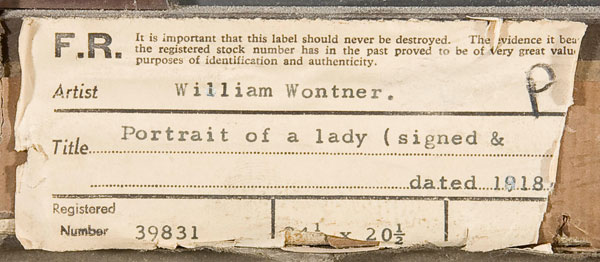 F.R. It is important that this label should never be destroyed. The evidence it
the registered stock number has in the past proved to be of very great
purposes of identification and authenticity.
Artist William Wontner. P
Title Portrait of a lady (signed &
dated 1918
Registered
Number 39831 x 20½